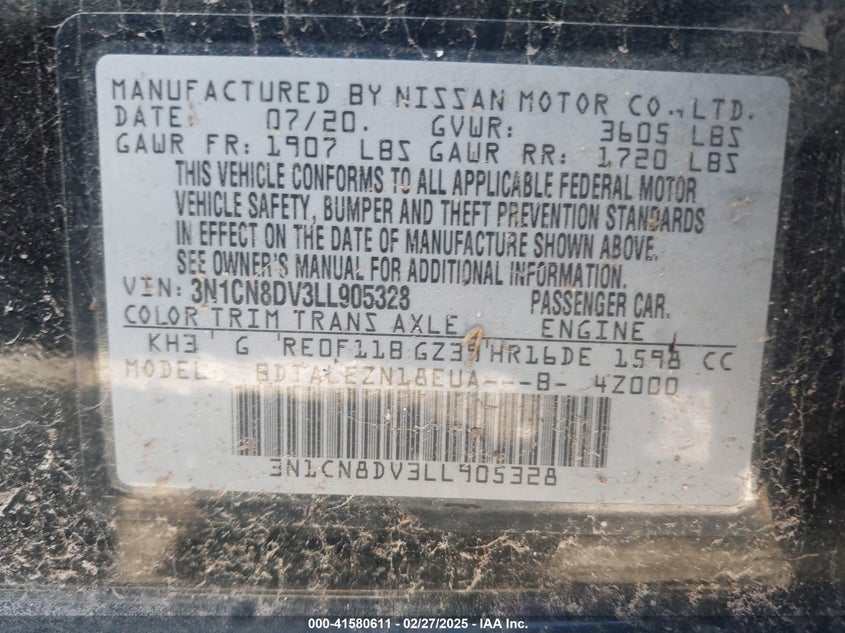 MANUFACTURED BY NISSAN MOTOR CO., LTD.
DATE: 07/20. GVWR: 3605 LBS
GAWR FR: 1907 LBS GAWR RR: 1720 LBS
THIS VEHICLE CONFORMS TO ALL APPLICABLE FEDERAL MOTOR
VEHICLE SAFETY, BUMPER AND THEFT PREVENTION STANDARDS
IN EFFECT ON THE DATE OF MANUFACTURE SHOWN ABOVE.
SEE OWNER'S MANUAL FOR ADDITIONAL INFORMATION.
VIN: 3N1CN8DV3LL905328 PASSENGER CAR.
COLOR TRIM TRANS AXLE ENGINE
KH3 G RE0F11B GZ39 HR16DE 1598 CC
MODEL: BDTALEZN18EUA---B- 4Z000
3N1CN8DV3LL905328
000-41580611 - 02/27/2025 - IAA Inc.